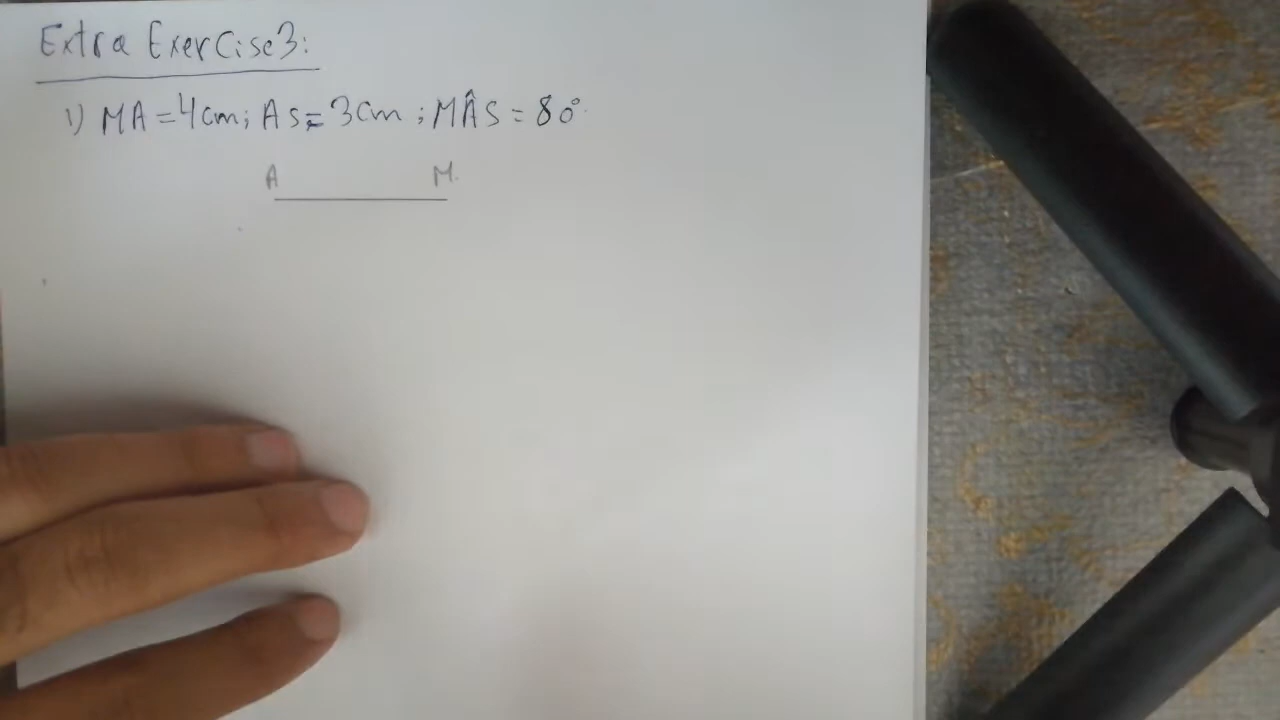 Extra Exercise3:
1) MA = 4cm; AS = 3cm ; MÂS = 80°
A M